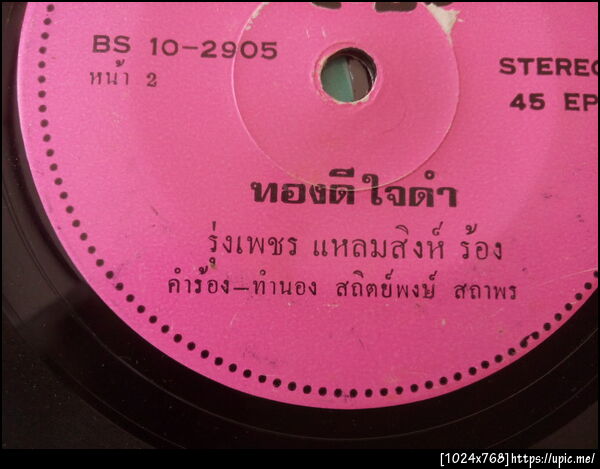 BS 10-2905
หน้า 2
STEREO
45 EP
ทองดีใจดำ
รุ่งเพชร แหลมสิงห์ ร้อง
คำร้อง-ทำนอง สถิตย์พงษ์ สถาพร
[1024x768]https://upic.me/